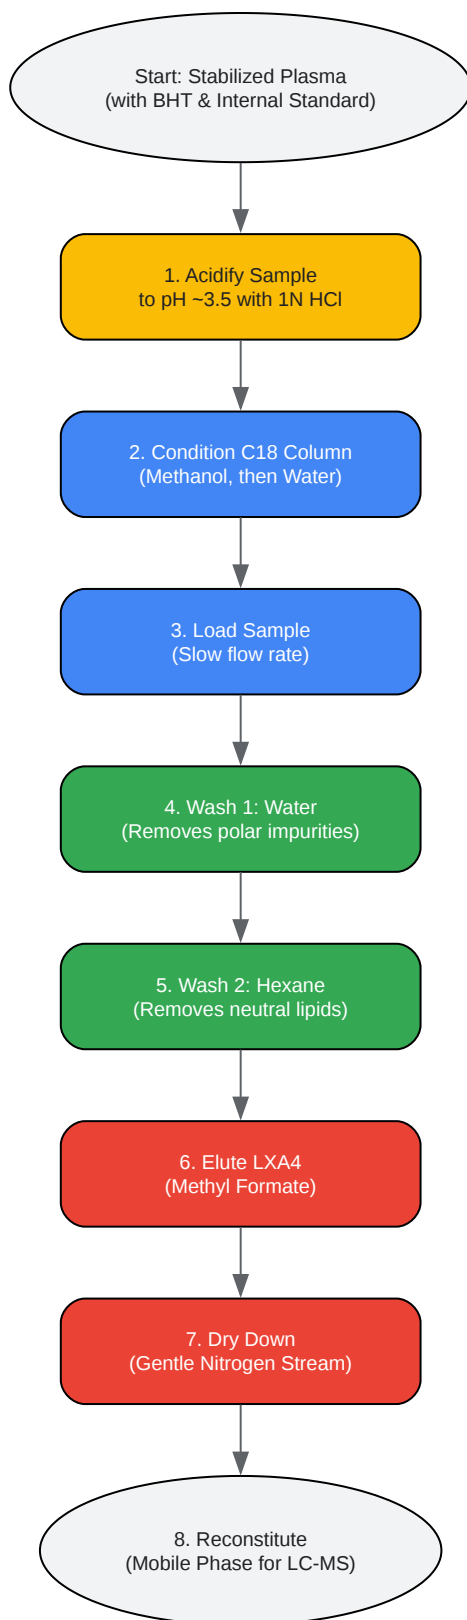 Start: Stabilized Plasma
(with BHT & Internal Standard)
1. Acidify Sample
to pH ~3.5 with 1N HCl
2. Condition C18 Column
(Methanol, then Water)
3. Load Sample
(Slow flow rate)
4. Wash 1: Water
(Removes polar impurities)
5. Wash 2: Hexane
(Removes neutral lipids)
6. Elute LXA4
(Methyl Formate)
7. Dry Down
(Gentle Nitrogen Stream)
8. Reconstitute
(Mobile Phase for LC-MS)